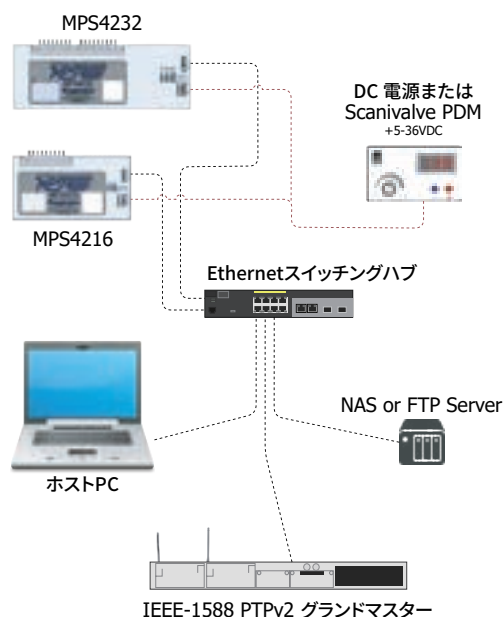 MPS4232
DC 電源または
Scanivalve PDM
+5-36VDC
MPS4216
Ethernetスイッチングハブ
NAS or FTP Server
ホストPC
IEEE-1588 PTPv2 グランドマスター